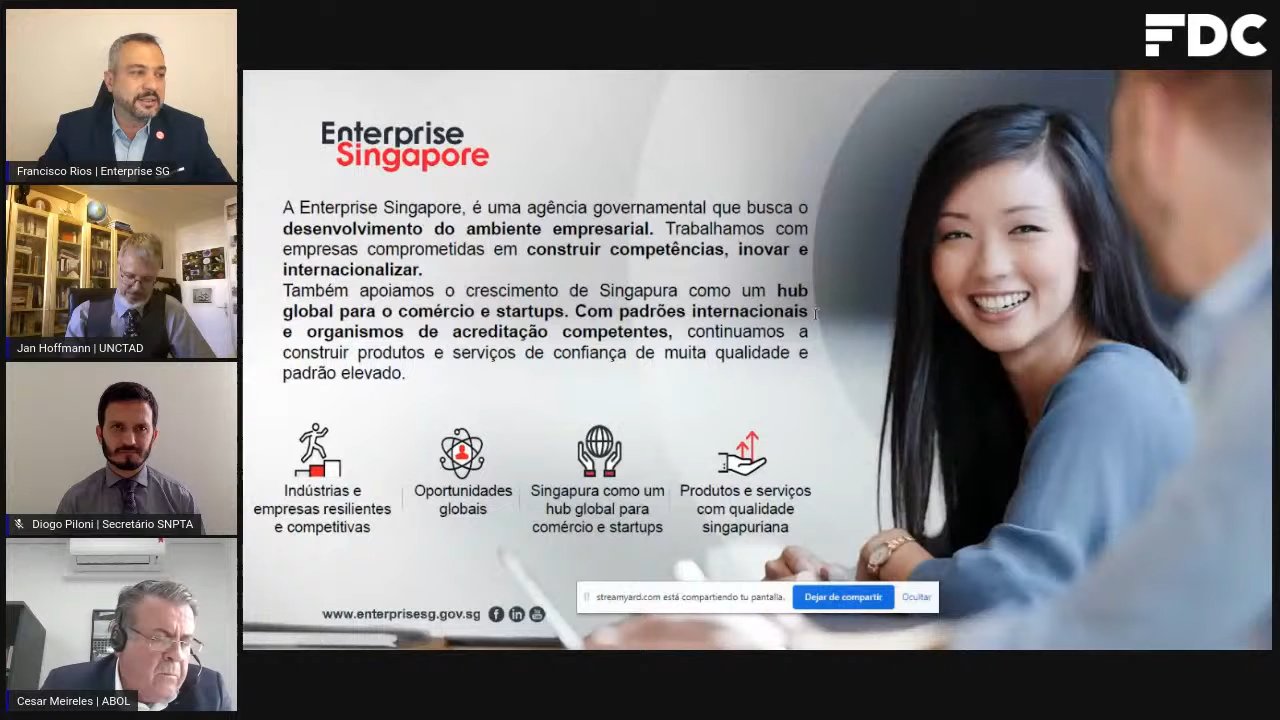 FDC
Francisco Rios | Enterprise SG
Jan Hoffmann | UNCTAD
Diogo Piloni | Secretário SNPTA
Cesar Meireles | ABOL
Enterprise
Singapore
A Enterprise Singapore, é uma agência governamental que busca o
desenvolvimento do ambiente empresarial. Trabalhamos com
empresas comprometidas em construir competências, inovar e
internacionalizar.
Também apoiamos o crescimento de Singapura como um hub
global para o comércio e startups. Com padrões internacionais
e organismos de acreditação competentes, continuamos a
construir produtos e serviços de confiança de muita qualidade e
padrão elevado.
Indústrias e
empresas resilientes
e competitivas
Oportunidades
globais
Singapura como um
hub global para
comércio e startups
Produtos e serviços
com qualidade
singapuriana
streamyard.com está compartiendo tu pantalla.
Dejar de compartir
Ocultar
www.enterprisesg.gov.sg